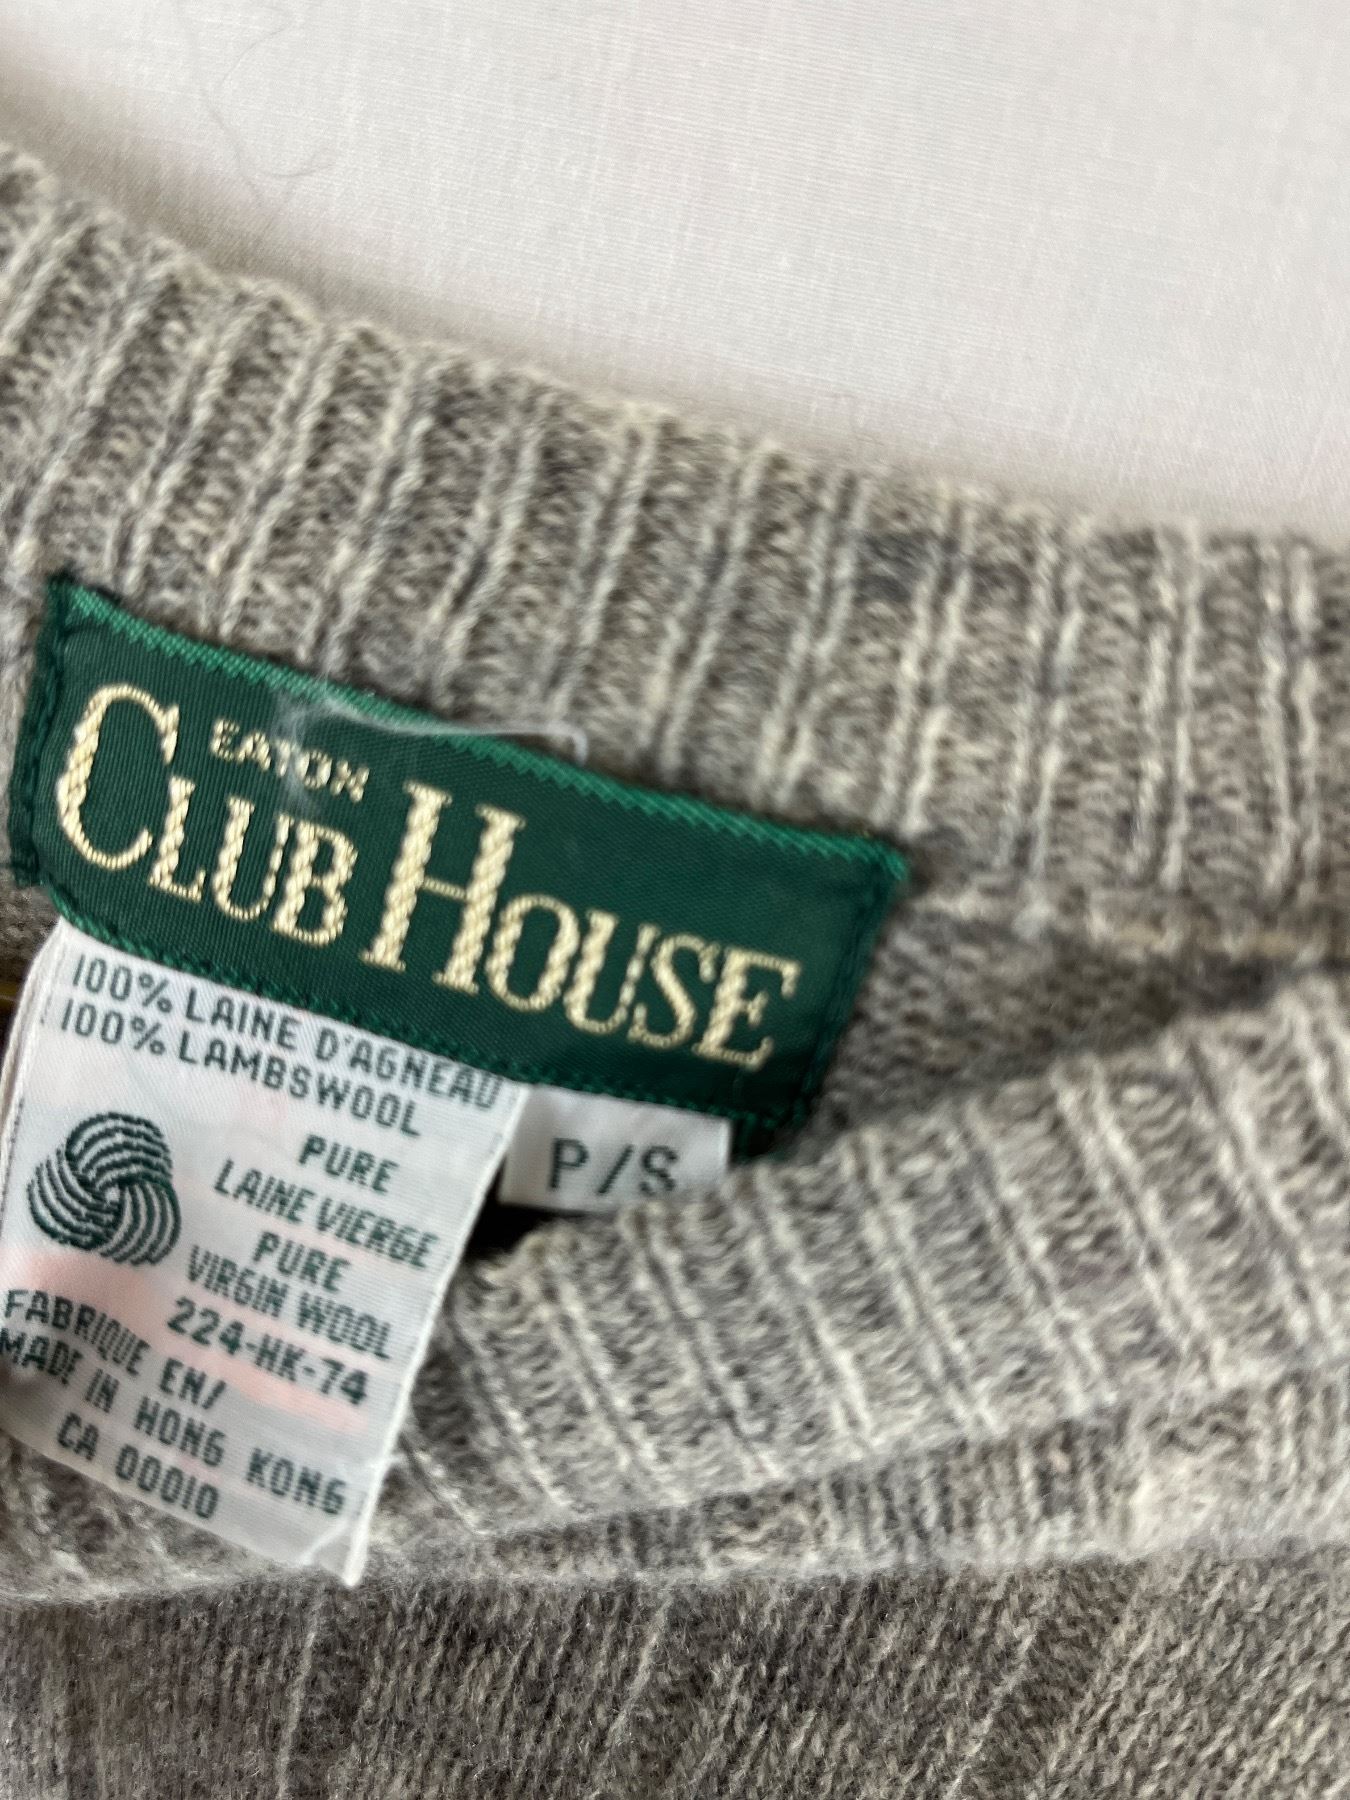 EATON
CLUB HOUSE
100% LAINE D'AGNEAU
100% LAMBSWOOL
PURE
LAINE VIERGE
PURE
VIRGIN WOOL
224-HK-74
FABRIQUE EN/
MADE IN HONG KONG
CA 00010
P/S